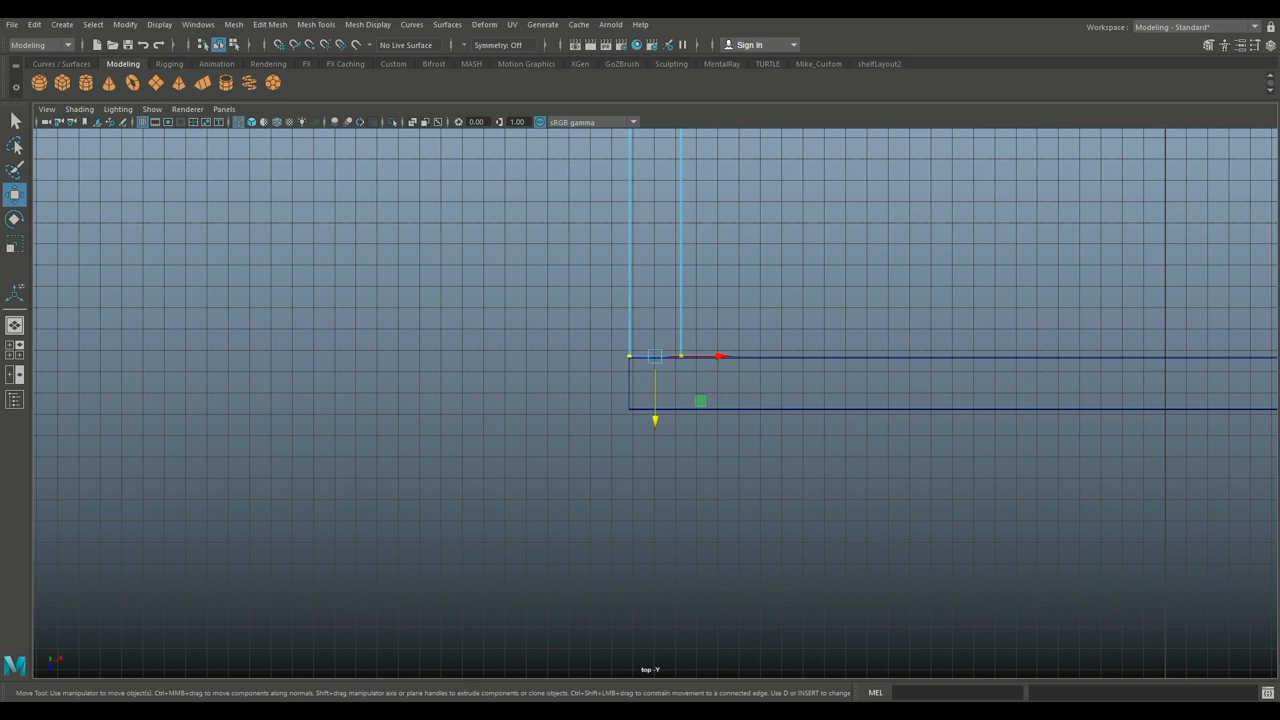 File Edit Create Select Modify Display Windows Mesh Edit Mesh Mesh Tools Mesh Display Curves Surfaces Deform UV Generate Cache Arnold Help Workspace : Modeling - Standard*
Modeling No Live Surface Symmetry: Off Sign In
Curves / Surfaces Modeling Rigging Animation Rendering FX FX Caching Custom Bifrost MASH Motion Graphics XGen GoZBrush Sculpting MentalRay TURTLE Mike_Custom shelfLayout2
View Shading Lighting Show Renderer Panels
0.00 1.00 sRGB gamma
top -Y
Move Tool: Use manipulator to move object(s). Ctrl+MMB+drag to move components along normals. Shift+drag manipulator axis or plane handles to extrude components or clone objects. Ctrl+Shift+LMB+drag to constrain movement to a connected edge. Use D or INSERT to change MEL